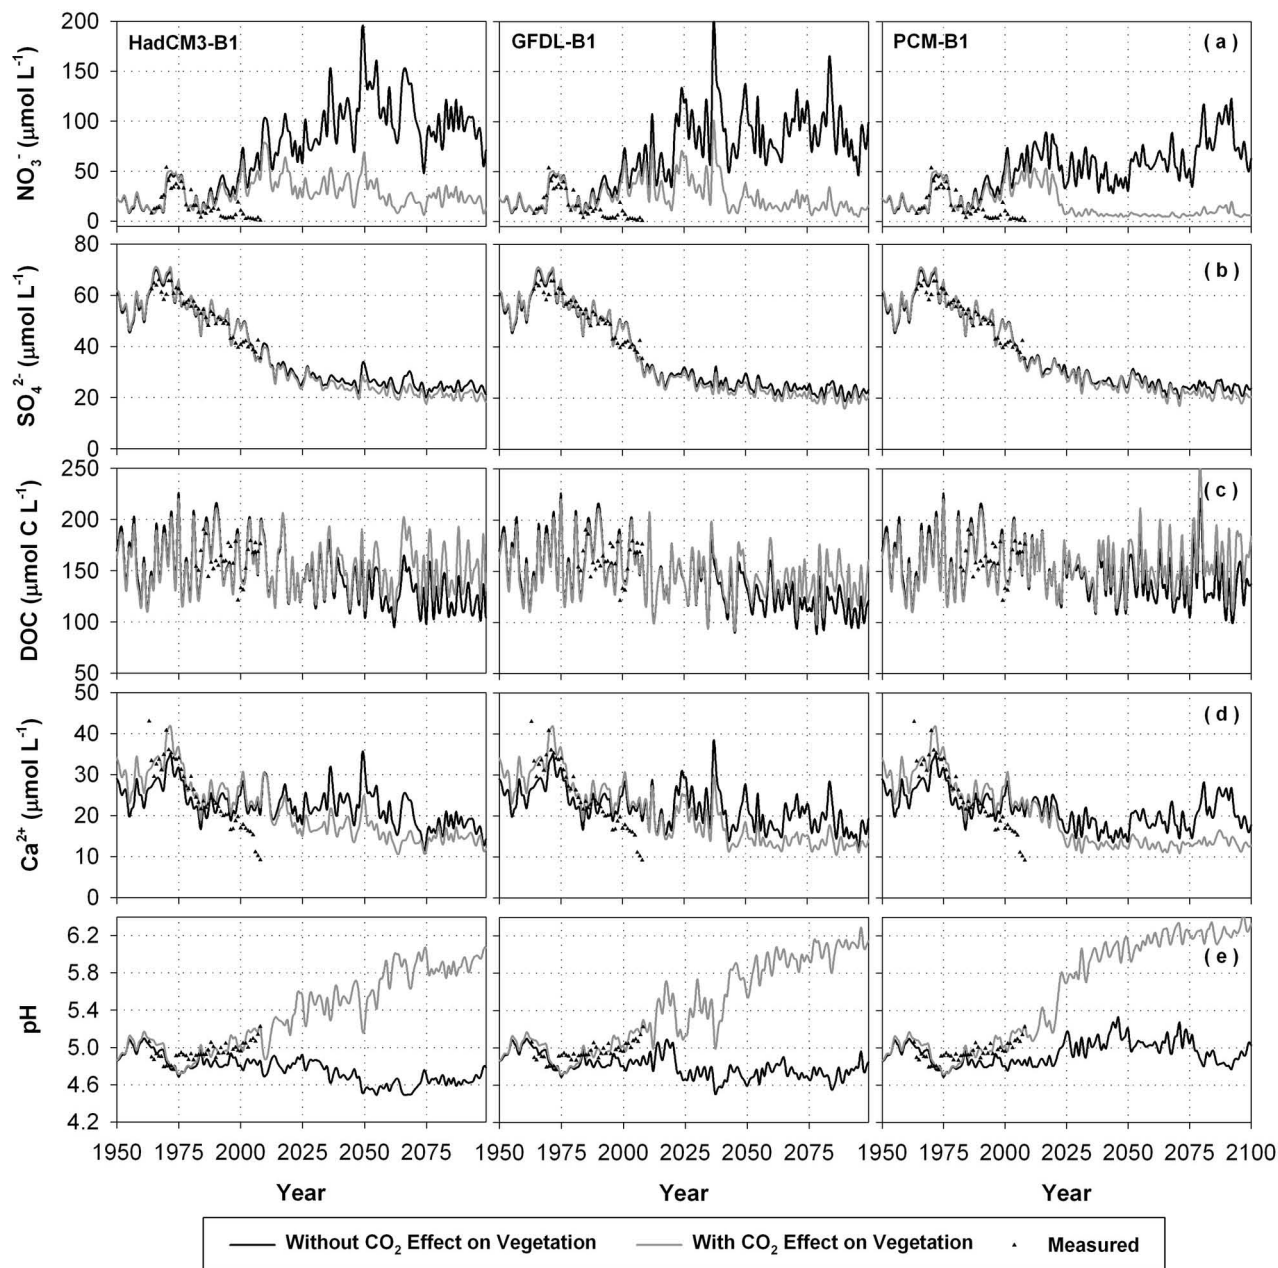 HadCM3-B1 GFDL-B1 PCM-B1 ( a )
NO₃⁻ (µmol L⁻¹)
200
150
100
50
0
( b )
SO₄²⁻ (µmol L⁻¹)
80
60
40
20
0
( c )
DOC (µmol C L⁻¹)
250
200
150
100
50
( d )
Ca²⁺ (µmol L⁻¹)
50
40
30
20
10
0
( e )
pH
6.2
5.8
5.4
5.0
4.6
4.2
1950 1975 2000 2025 2050 2075 1950 1975 2000 2025 2050 2075 1950 1975 2000 2025 2050 2075 2100
Year Year Year
Without CO₂ Effect on Vegetation With CO₂ Effect on Vegetation Measured